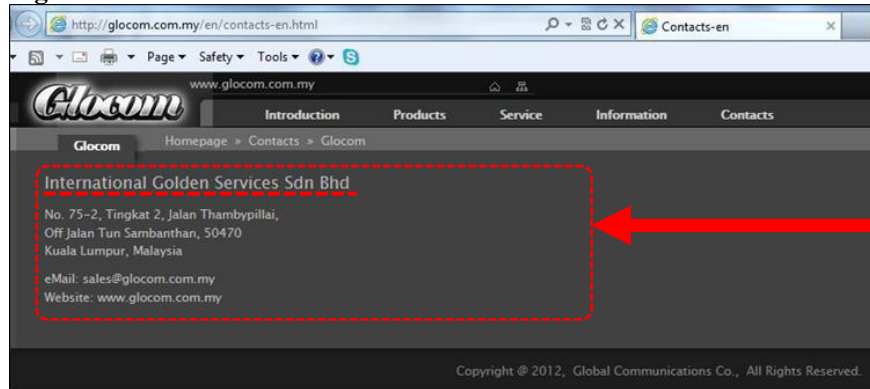 http://glocom.com.my/en/contacts-en.html
Contacts-en
Page Safety Tools
Glocom
www.glocom.com.my
Introduction Products Service Information Contacts
Glocom
Homepage » Contacts » Glocom
International Golden Services Sdn Bhd
No. 75-2, Tingkat 2, Jalan Thambypillai,
Off Jalan Tun Sambanthan, 50470
Kuala Lumpur, Malaysia
eMail: sales@glocom.com.my
Website: www.glocom.com.my
Copyright @ 2012, Global Communications Co., All Rights Reserved.